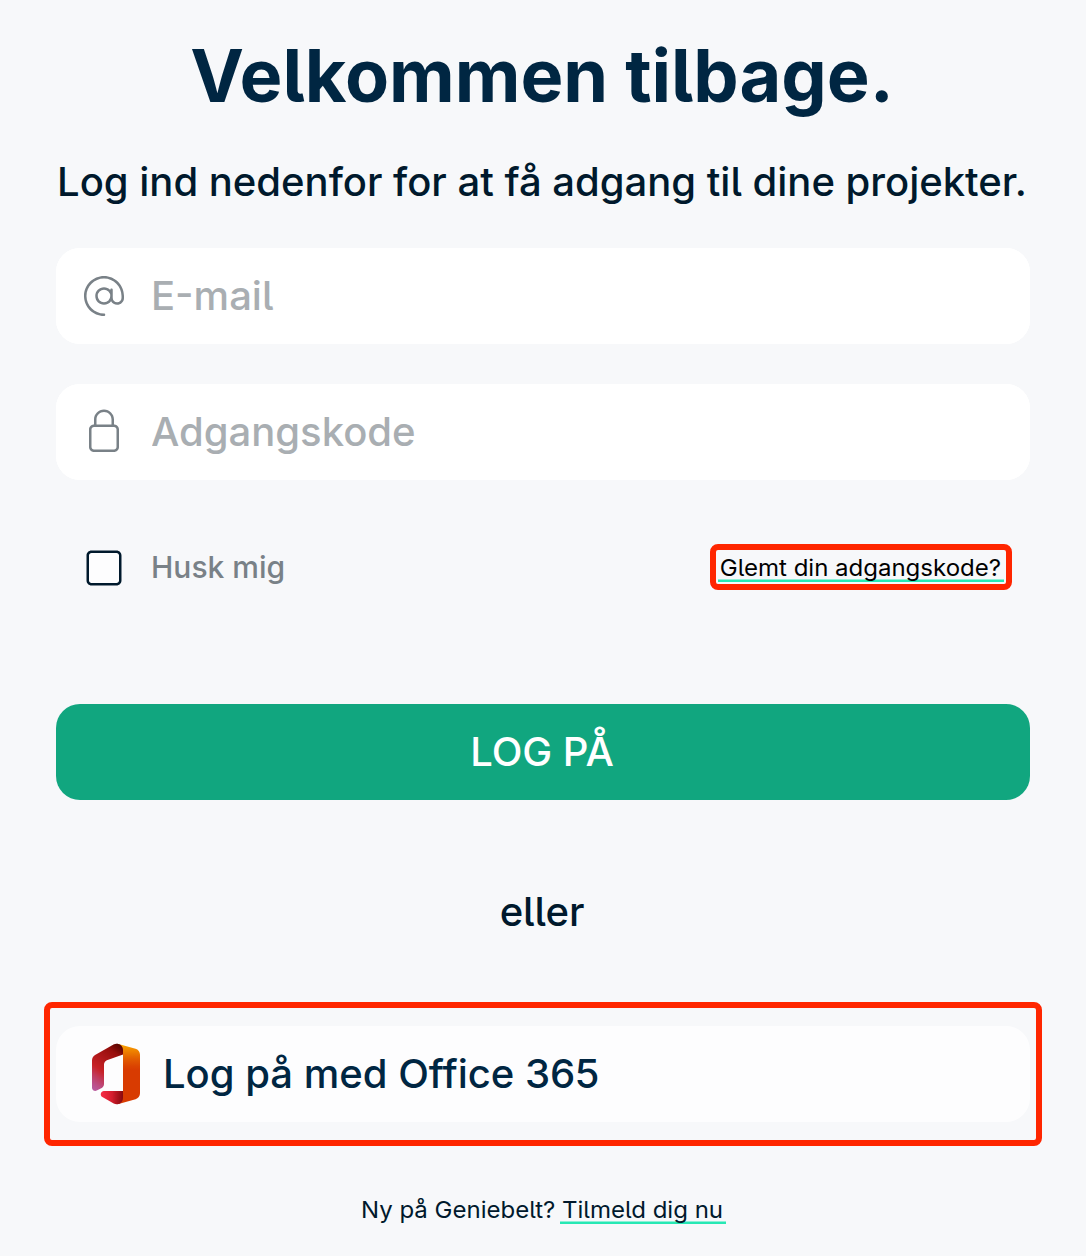 Velkommen tilbage.
Log ind nedenfor for at få adgang til dine projekter.
E-mail
Adgangskode
Husk mig
Glemt din adgangskode?
LOG PÅ
eller
Log på med Office 365
Ny på Geniebelt? Tilmeld dig nu